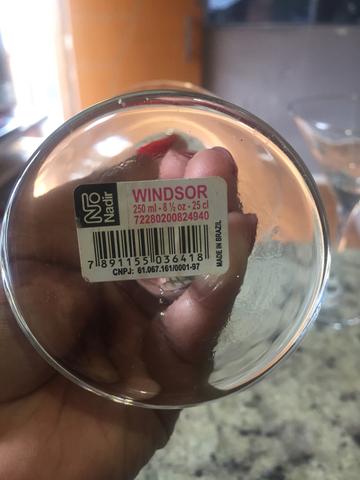 Nadir
WINDSOR
250 ml - 8 ½ oz - 25 cl
72280200824940
7 891155 036418
CNPJ: 61.067.161/0001-97
MADE IN BRAZIL